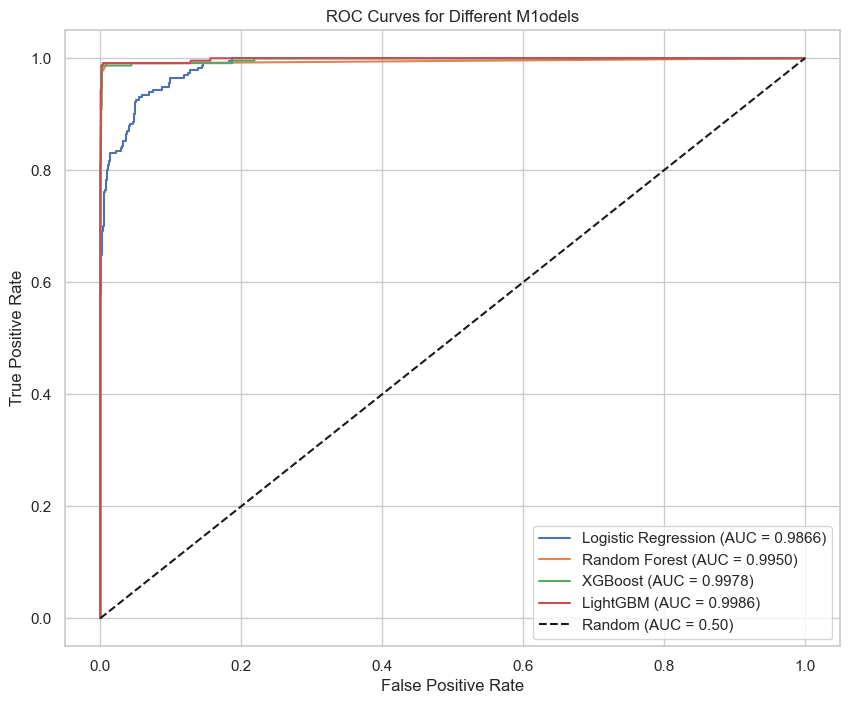 ROC Curves for Different M1odels
1.0
0.8
0.6
0.4
0.2
0.0
True Positive Rate
0.0 0.2 0.4 0.6 0.8 1.0
False Positive Rate
Logistic Regression (AUC = 0.9866)
Random Forest (AUC = 0.9950)
XGBoost (AUC = 0.9978)
LightGBM (AUC = 0.9986)
Random (AUC = 0.50)